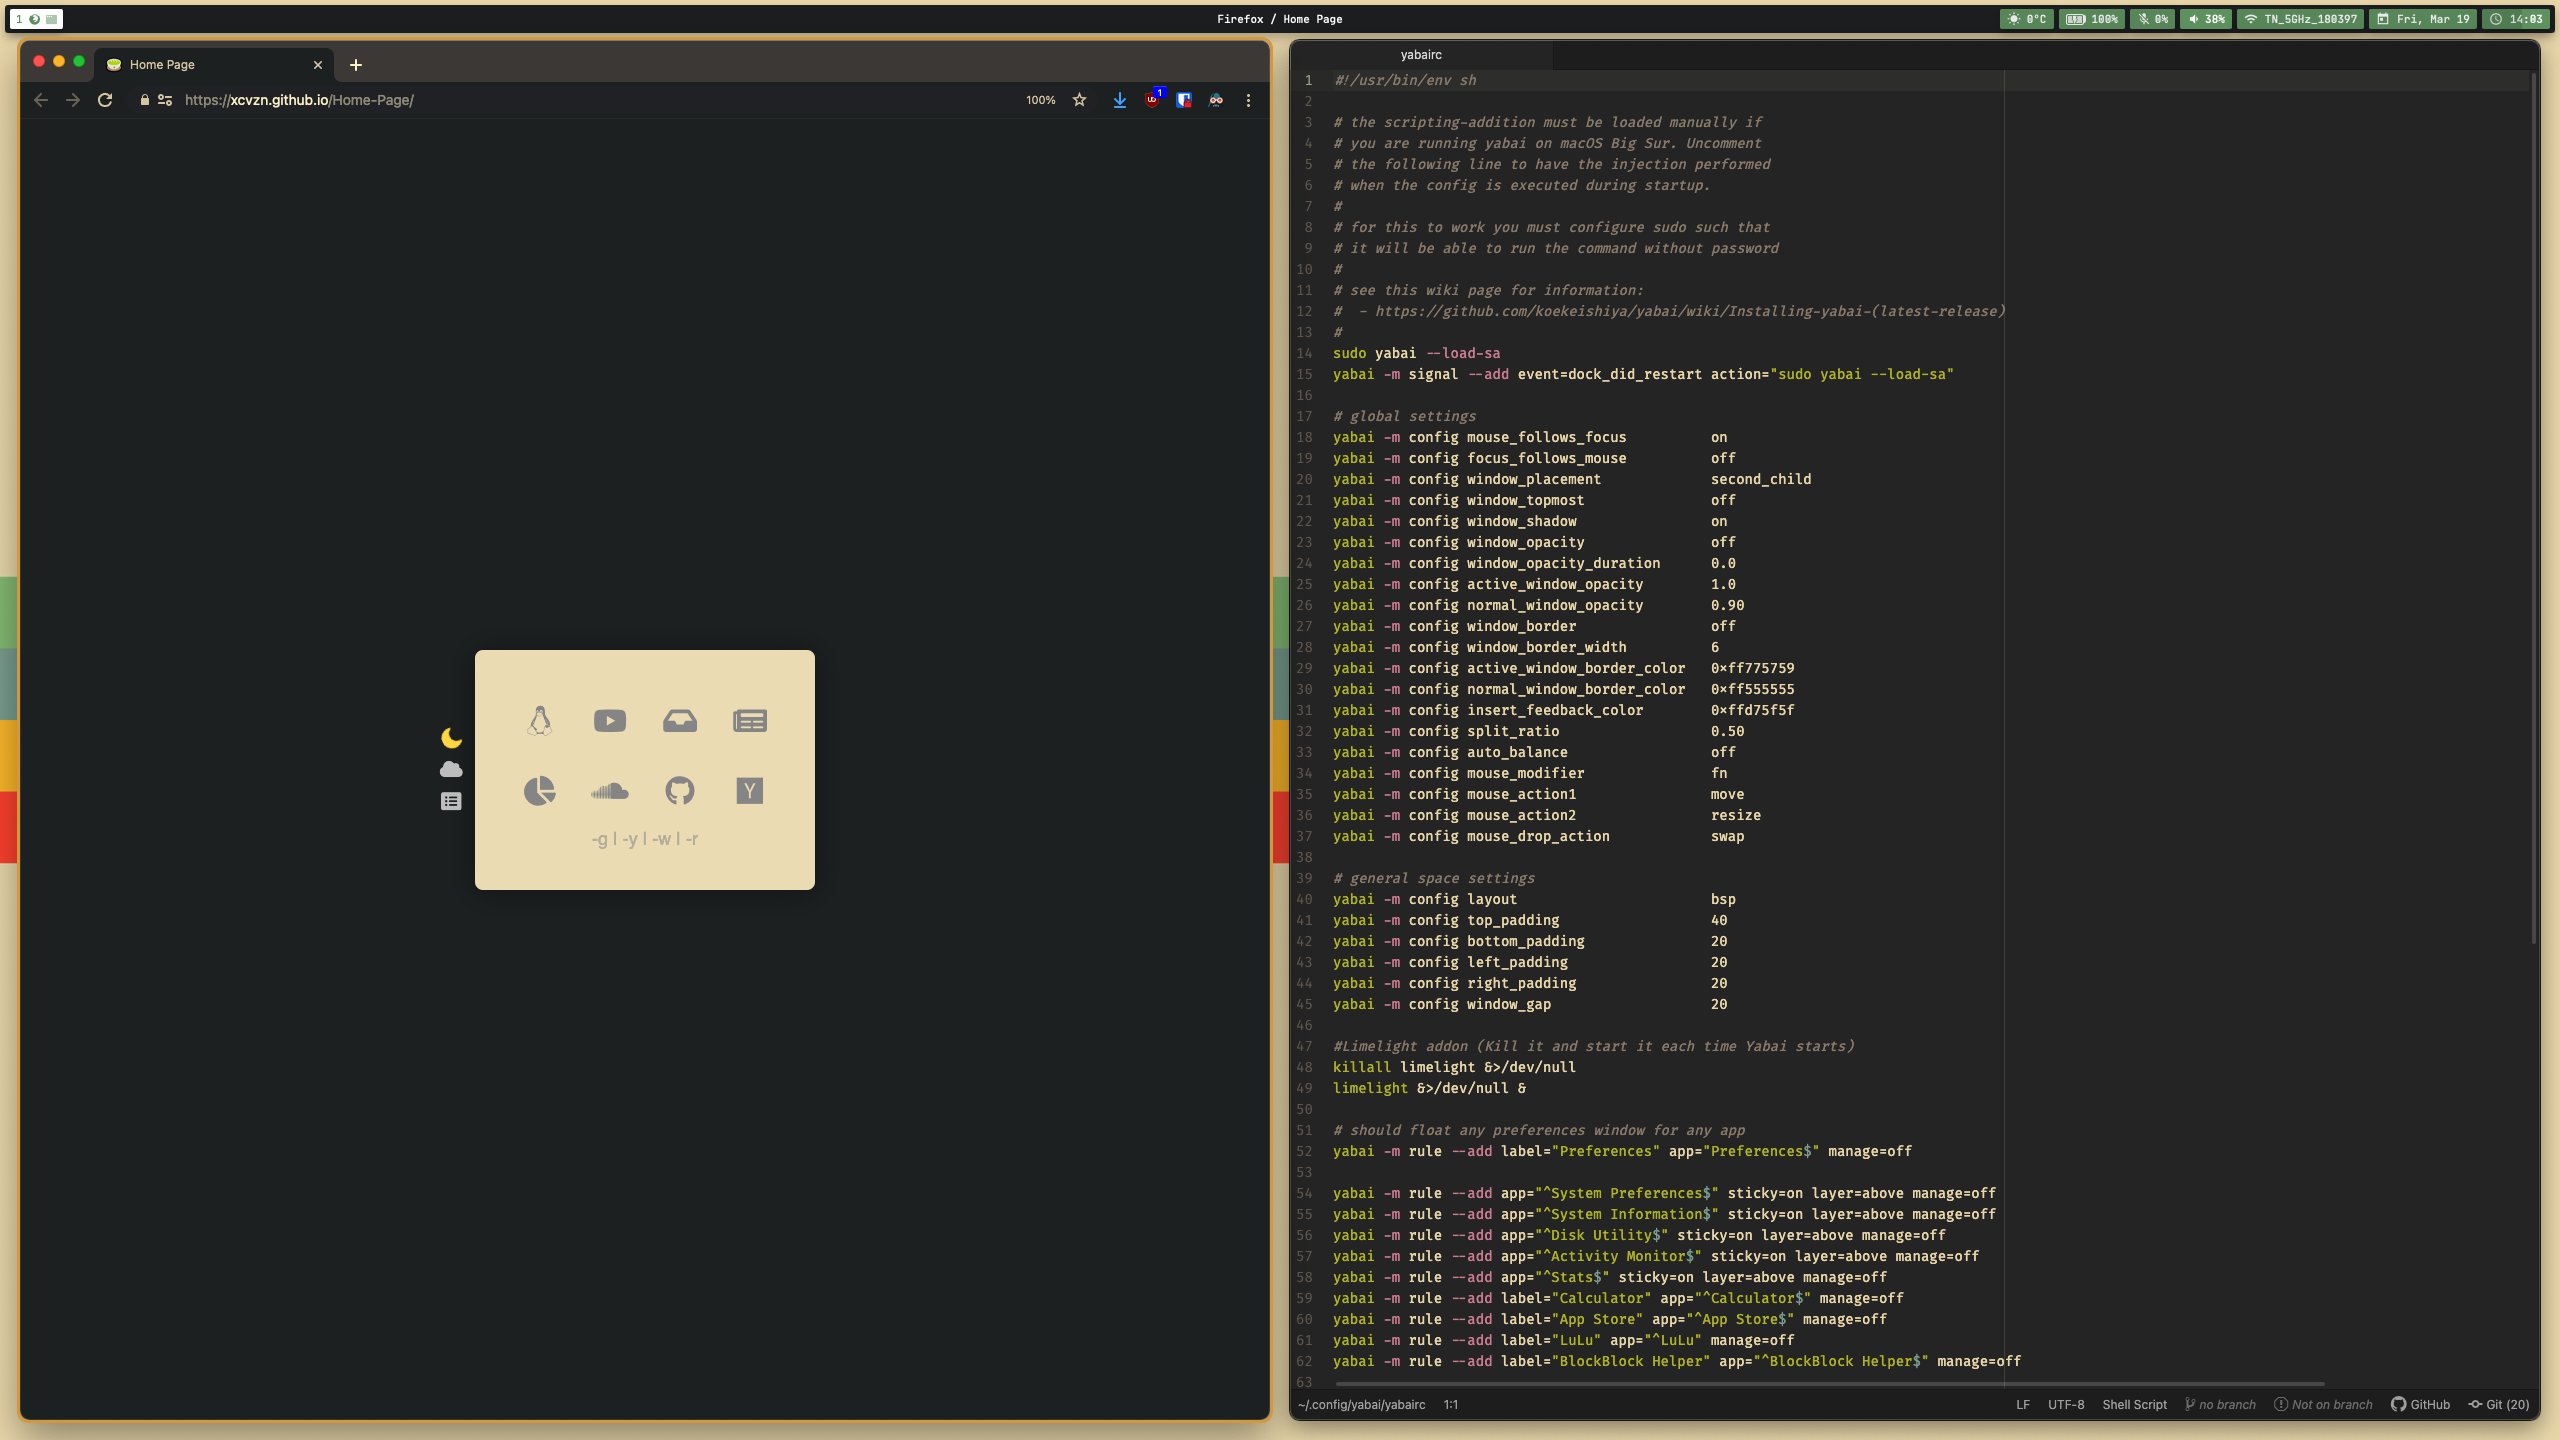 1
Firefox / Home Page
0°C
100%
0%
38%
TN_5GHz_180397
Fri, Mar 19
14:03
Home Page
https://xcvzn.github.io/Home-Page/
100%
1
-g | -y | -w | -r
yabairc
1 #!/usr/bin/env sh
2
3 # the scripting-addition must be loaded manually if
4 # you are running yabai on macOS Big Sur. Uncomment
5 # the following line to have the injection performed
6 # when the config is executed during startup.
7 #
8 # for this to work you must configure sudo such that
9 # it will be able to run the command without password
10 #
11 # see this wiki page for information:
12 #  - https://github.com/koekeishiya/yabai/wiki/Installing-yabai-(latest-release)
13 #
14 sudo yabai --load-sa
15 yabai -m signal --add event=dock_did_restart action="sudo yabai --load-sa"
16
17 # global settings
18 yabai -m config mouse_follows_focus          on
19 yabai -m config focus_follows_mouse          off
20 yabai -m config window_placement             second_child
21 yabai -m config window_topmost               off
22 yabai -m config window_shadow                on
23 yabai -m config window_opacity               off
24 yabai -m config window_opacity_duration      0.0
25 yabai -m config active_window_opacity        1.0
26 yabai -m config normal_window_opacity        0.90
27 yabai -m config window_border                off
28 yabai -m config window_border_width          6
29 yabai -m config active_window_border_color   0xff775759
30 yabai -m config normal_window_border_color   0xff555555
31 yabai -m config insert_feedback_color        0xffd75f5f
32 yabai -m config split_ratio                  0.50
33 yabai -m config auto_balance                 off
34 yabai -m config mouse_modifier               fn
35 yabai -m config mouse_action1                move
36 yabai -m config mouse_action2                resize
37 yabai -m config mouse_drop_action            swap
38
39 # general space settings
40 yabai -m config layout                       bsp
41 yabai -m config top_padding                  40
42 yabai -m config bottom_padding               20
43 yabai -m config left_padding                 20
44 yabai -m config right_padding                20
45 yabai -m config window_gap                   20
46
47 #Limelight addon (Kill it and start it each time Yabai starts)
48 killall limelight &>/dev/null
49 limelight &>/dev/null &
50
51 # should float any preferences window for any app
52 yabai -m rule --add label="Preferences" app="Preferences$" manage=off
53
54 yabai -m rule --add app="^System Preferences$" sticky=on layer=above manage=off
55 yabai -m rule --add app="^System Information$" sticky=on layer=above manage=off
56 yabai -m rule --add app="^Disk Utility$" sticky=on layer=above manage=off
57 yabai -m rule --add app="^Activity Monitor$" sticky=on layer=above manage=off
58 yabai -m rule --add app="^Stats$" sticky=on layer=above manage=off
59 yabai -m rule --add label="Calculator" app="^Calculator$" manage=off
60 yabai -m rule --add label="App Store" app="^App Store$" manage=off
61 yabai -m rule --add label="LuLu" app="^LuLu" manage=off
62 yabai -m rule --add label="BlockBlock Helper" app="^BlockBlock Helper$" manage=off
63
~/.config/yabai/yabairc   1:1
LF   UTF-8   Shell Script   no branch   Not on branch   GitHub   Git (20)